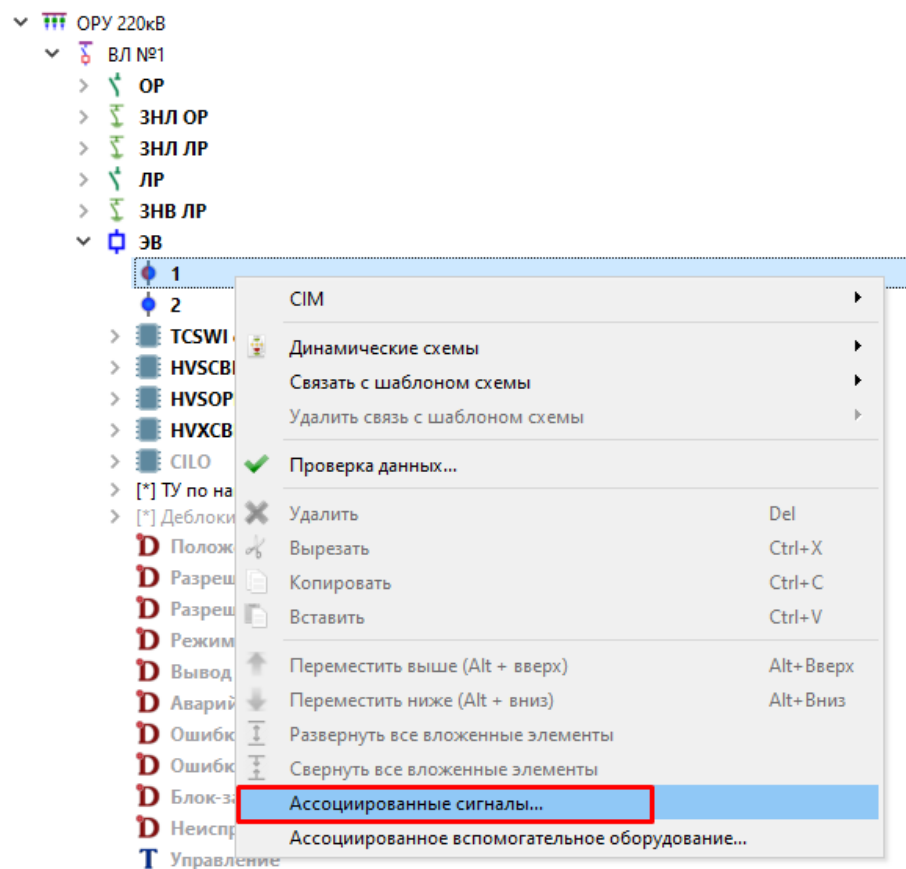 ОРУ 220кВ
ВЛ №1
ОР
ЗНЛ ОР
ЗНЛ ЛР
ЛР
ЗНВ ЛР
ЭВ
1
2
TCSWI
HVSCB
HVSOP
HVXCB
CILO
[*] ТУ по на
[*] Деблоки
D Полож
D Разреш
D Разреш
D Режим
D Вывод
D Аварий
D Ошибк
D Ошибк
D Блок-за
D Неиспр
T Управление
CIM
Динамические схемы
Связать с шаблоном схемы
Удалить связь с шаблоном схемы
Проверка данных...
Удалить Del
Вырезать Ctrl+X
Копировать Ctrl+C
Вставить Ctrl+V
Переместить выше (Alt + вверх) Alt+Вверх
Переместить ниже (Alt + вниз) Alt+Вниз
Развернуть все вложенные элементы
Свернуть все вложенные элементы
Ассоциированные сигналы...
Ассоциированное вспомогательное оборудование...